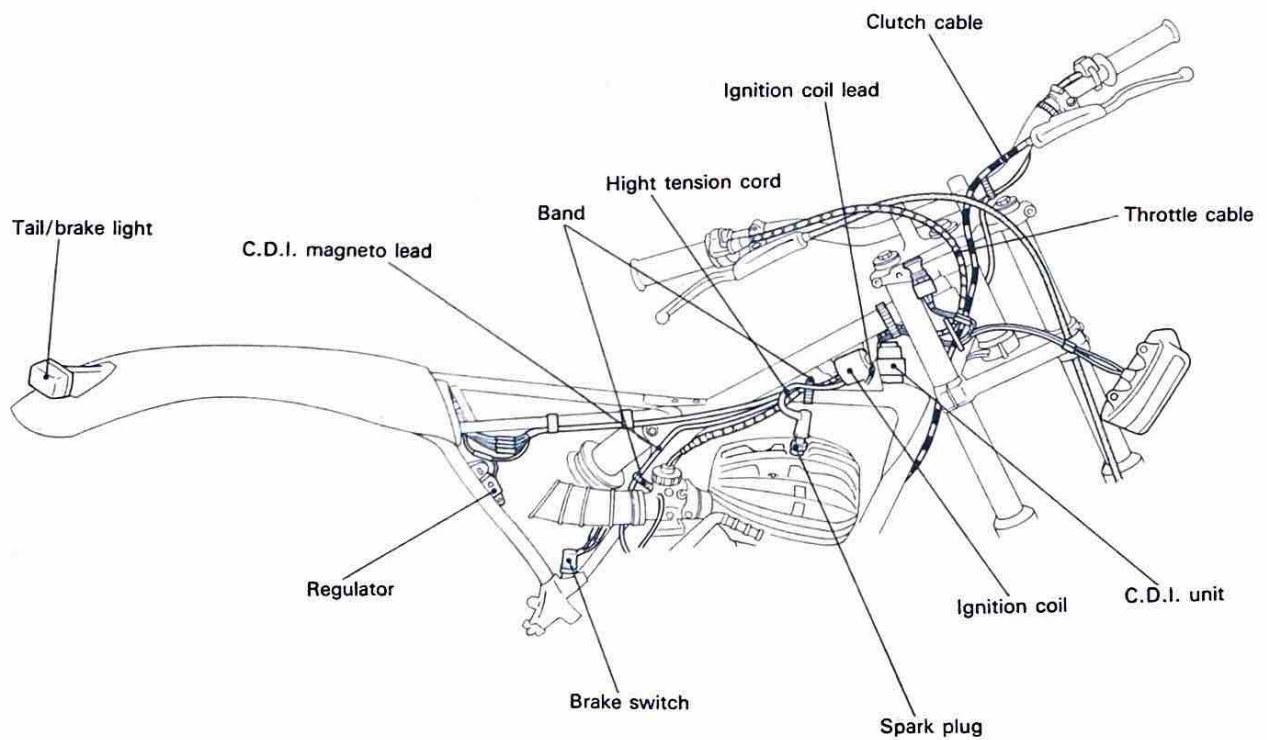 Clutch cable
Ignition coil lead
Hight tension cord
Band
Throttle cable
Tail/brake light
C.D.I. magneto lead
Regulator
Ignition coil
C.D.I. unit
Brake switch
Spark plug